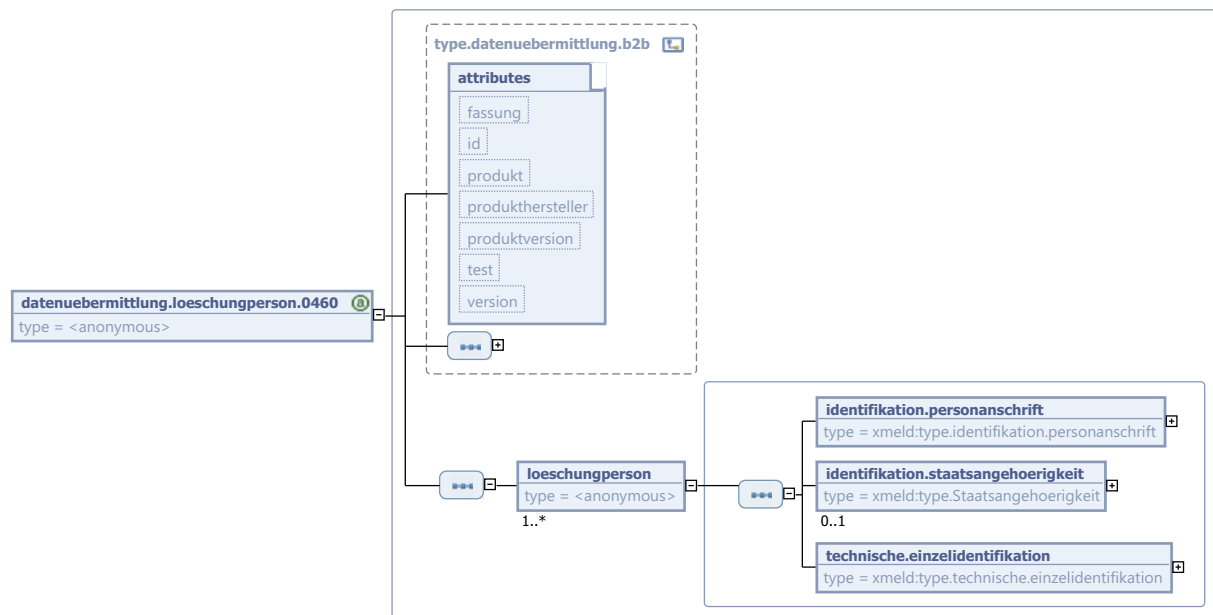 type.datenuebermittlung.b2b
attributes
fassung
id
produkt
produkthersteller
produktversion
test
version
datenuebermittlung.loeschungperson.0460 a
type = <anonymous>
loeschungperson
type = <anonymous>
1..*
identifikation.personanschrift
type = xmeld:type.identifikation.personanschrift
identifikation.staatsangehoerigkeit
type = xmeld:type.Staatsangehoerigkeit
0..1
technische.einzelidentifikation
type = xmeld:type.technische.einzelidentifikation